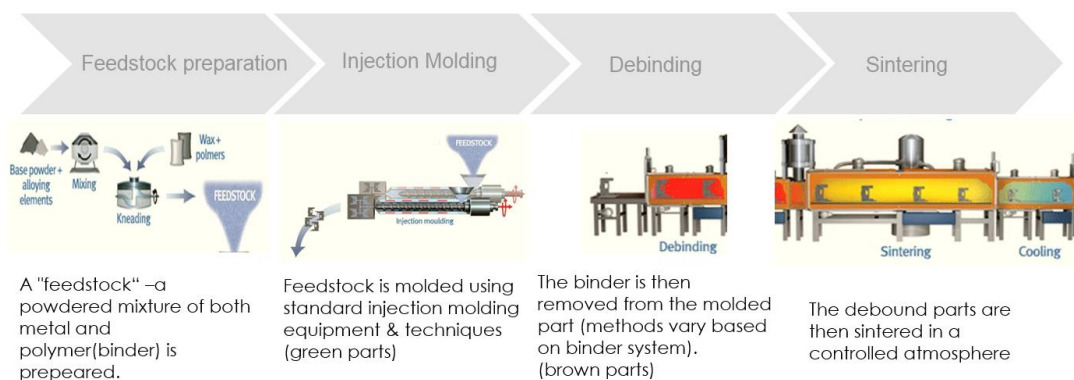 Feedstock preparation
Injection Molding
Debinding
Sintering
Base powder +
alloying
elements
Mixing
Wax+
polmers
Kneading
FEEDSTOCK
FEEDSTOCK
Injection moulding
Debinding
Sintering
Cooling
A "feedstock“ –a
powdered mixture of both
metal and
polymer(binder) is
prepeared.
Feedstock is molded using
standard injection molding
equipment & techniques
(green parts)
The binder is then
removed from the molded
part (methods vary based
on binder system).
(brown parts)
The debound parts are
then sintered in a
controlled atmosphere